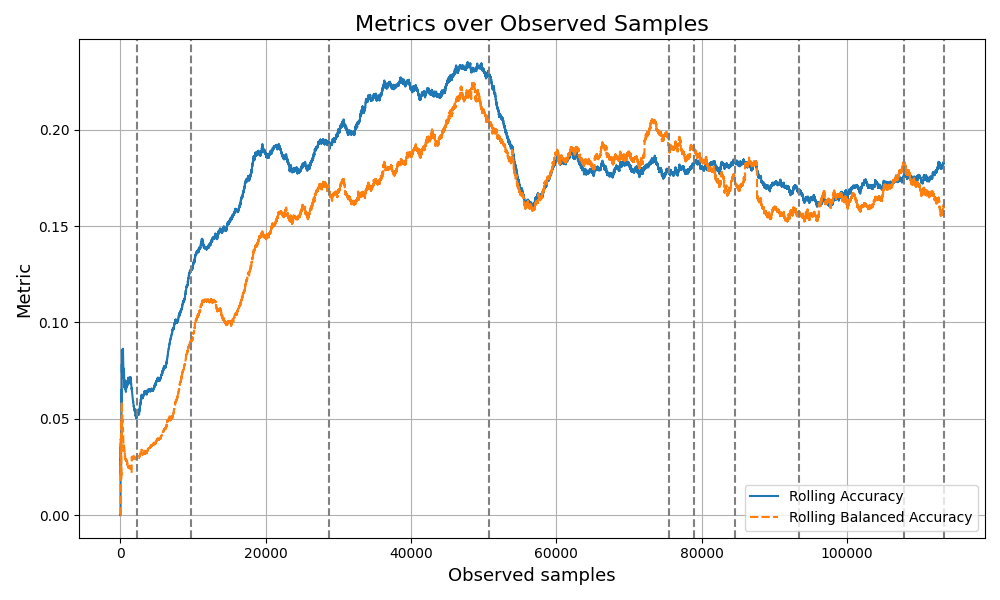 Metrics over Observed Samples
Metric
0.20
0.15
0.10
0.05
0.00
0
20000
40000
60000
80000
100000
Observed samples
Rolling Accuracy
Rolling Balanced Accuracy